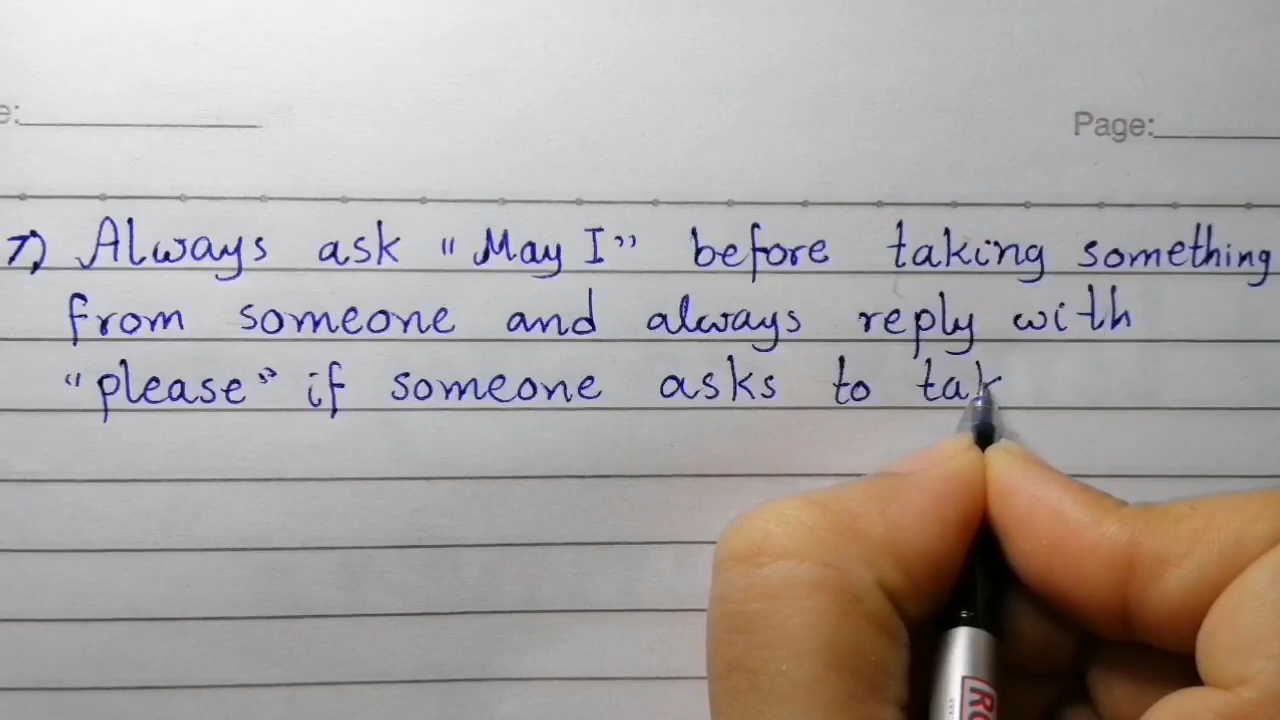 e:
Page:
7) Always ask "May I" before taking something
from someone and always reply with
"please" if someone asks to tak